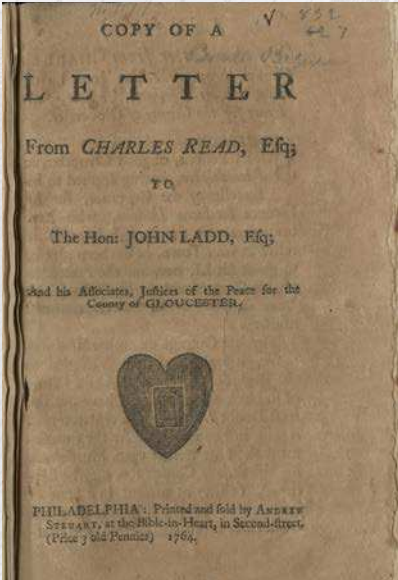 COPY OF A
832
LETTER
From CHARLES READ, Eſq;
TO
The Hon: JOHN LADD, Eſq;
And his Aſſociates, Juſtices of the Peace for the
County of GLOUCESTER.
PHILADELPHIA: Printed and ſold by ANDREW
STEUART, at the Bible-in-Heart, in Second-ſtreet.
(Price 3 old Pennies) 1764.